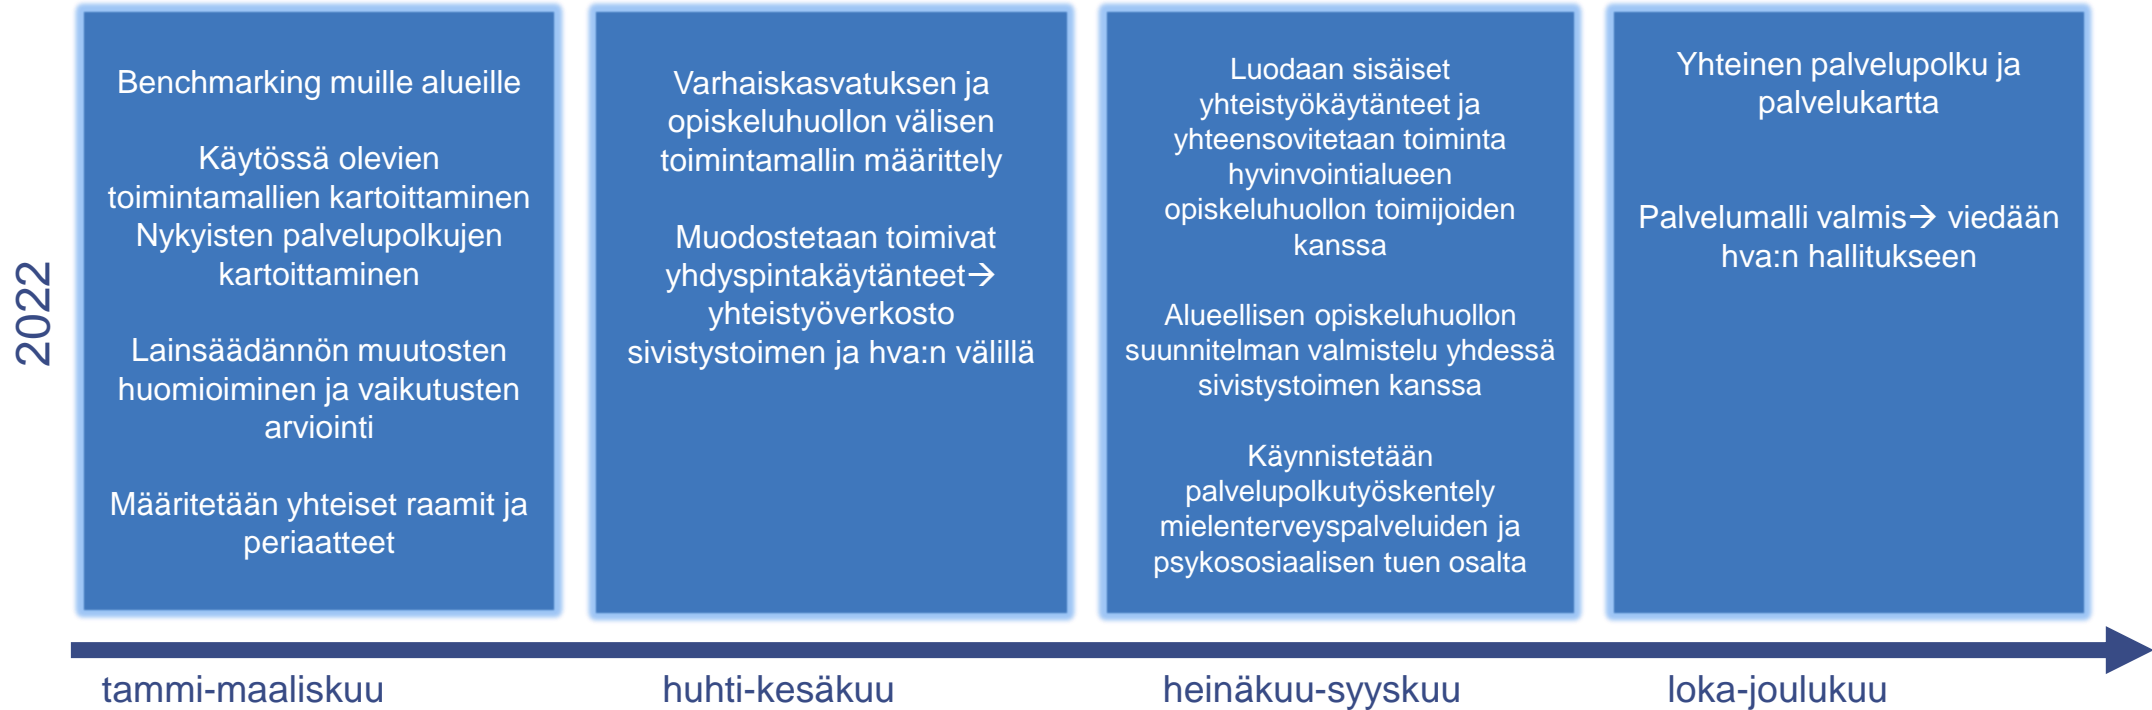 2022
Benchmarking muille alueille
Käytössä olevien
toimintamallien kartoittaminen
Nykyisten palvelupolkujen
kartoittaminen
Lainsäädännön muutosten
huomioiminen ja vaikutusten
arviointi
Määritetään yhteiset raamit ja
periaatteet
Varhaiskasvatuksen ja
opiskeluhuollon välisen
toimintamallin määrittely
Muodostetaan toimivat
yhdyspintakäytänteet→
yhteistyöverkosto
sivistystoimen ja hva:n välillä
Luodaan sisäiset
yhteistyökäytänteet ja
yhteensovitetaan toiminta
hyvinvointialueen
opiskeluhuollon toimijoiden
kanssa
Alueellisen opiskeluhuollon
suunnitelman valmistelu yhdessä
sivistystoimen kanssa
Käynnistetään
palvelupolkutyöskentely
mielenterveyspalveluiden ja
psykososiaalisen tuen osalta
Yhteinen palvelupolku ja
palvelukartta
Palvelumalli valmis→ viedään
hva:n hallitukseen
tammi-maaliskuu
huhti-kesäkuu
heinäkuu-syyskuu
loka-joulukuu